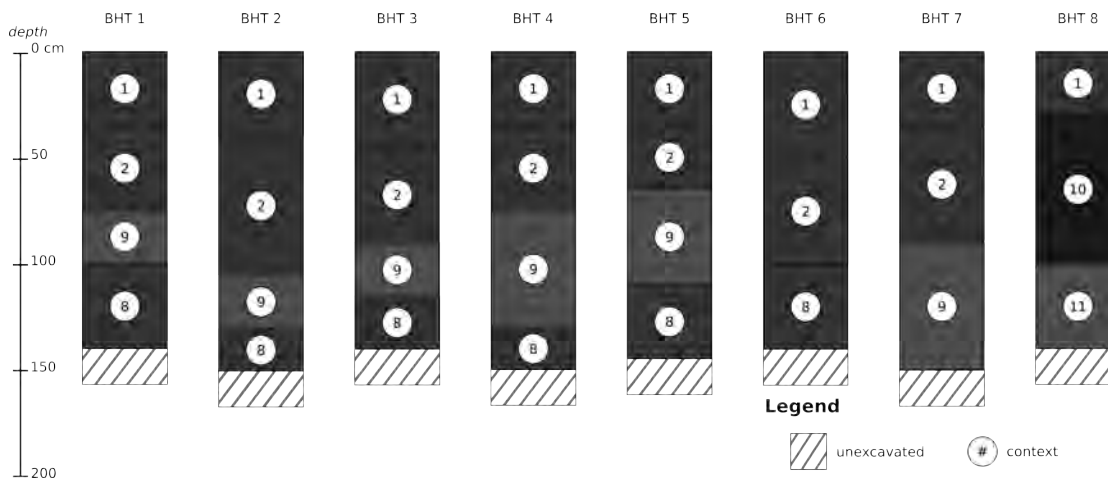 BHT 1 BHT 2 BHT 3 BHT 4 BHT 5 BHT 6 BHT 7 BHT 8
depth
0 cm
1 1 1 1 1 1 1 1
50
2 2 2 2 2 2 2 10
9 9 9 9 9 8 9 11
100
8 8 8 8 8
150
Legend
unexcavated # context
200